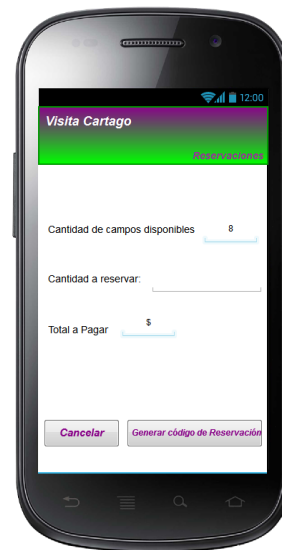 12:00
Visita Cartago
Reservaciones
Cantidad de campos disponibles 8
Cantidad a reservar:
Total a Pagar $
Cancelar Generar código de Reservación